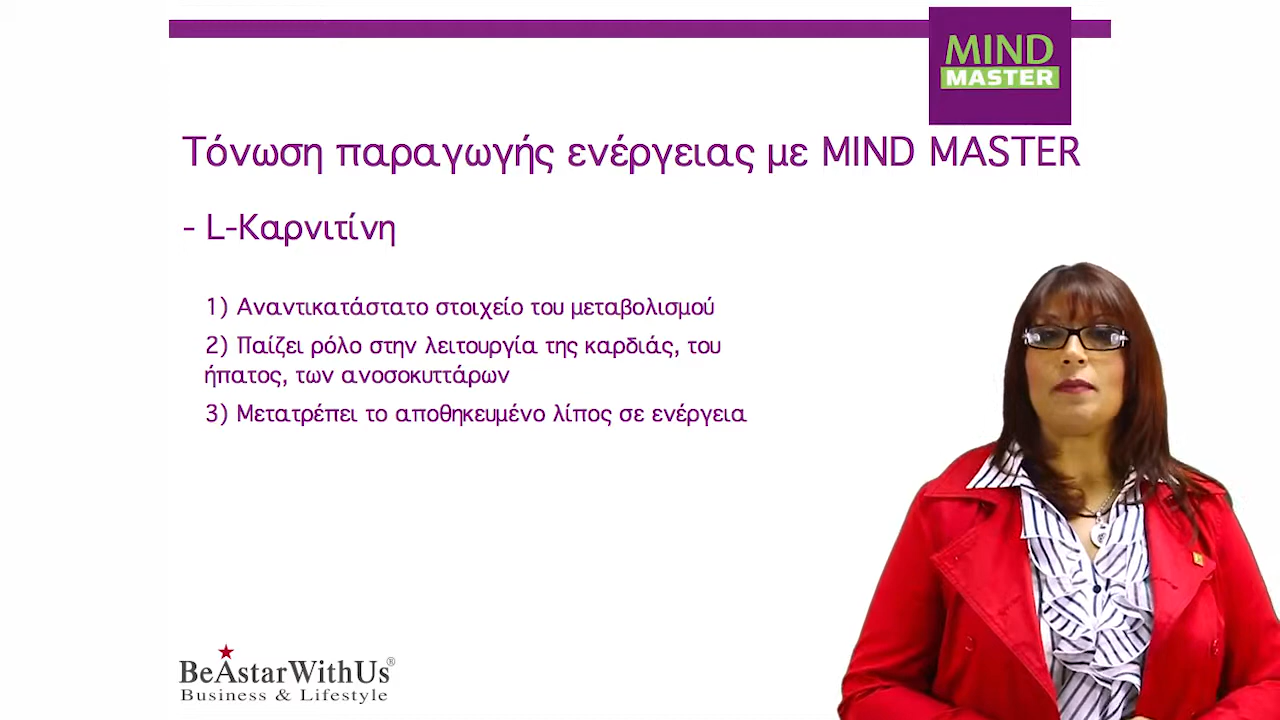 MIND
MASTER
Τόνωση παραγωγής ενέργειας με MIND MASTER
- L-Καρνιτίνη
1) Αναντικατάστατο στοιχείο του μεταβολισμού
2) Παίζει ρόλο στην λειτουργία της καρδιάς, του
ήπατος, των ανοσοκυττάρων
3) Μετατρέπει το αποθηκευμένο λίπος σε ενέργεια
BeAstarWithUs®
Business & Lifestyle